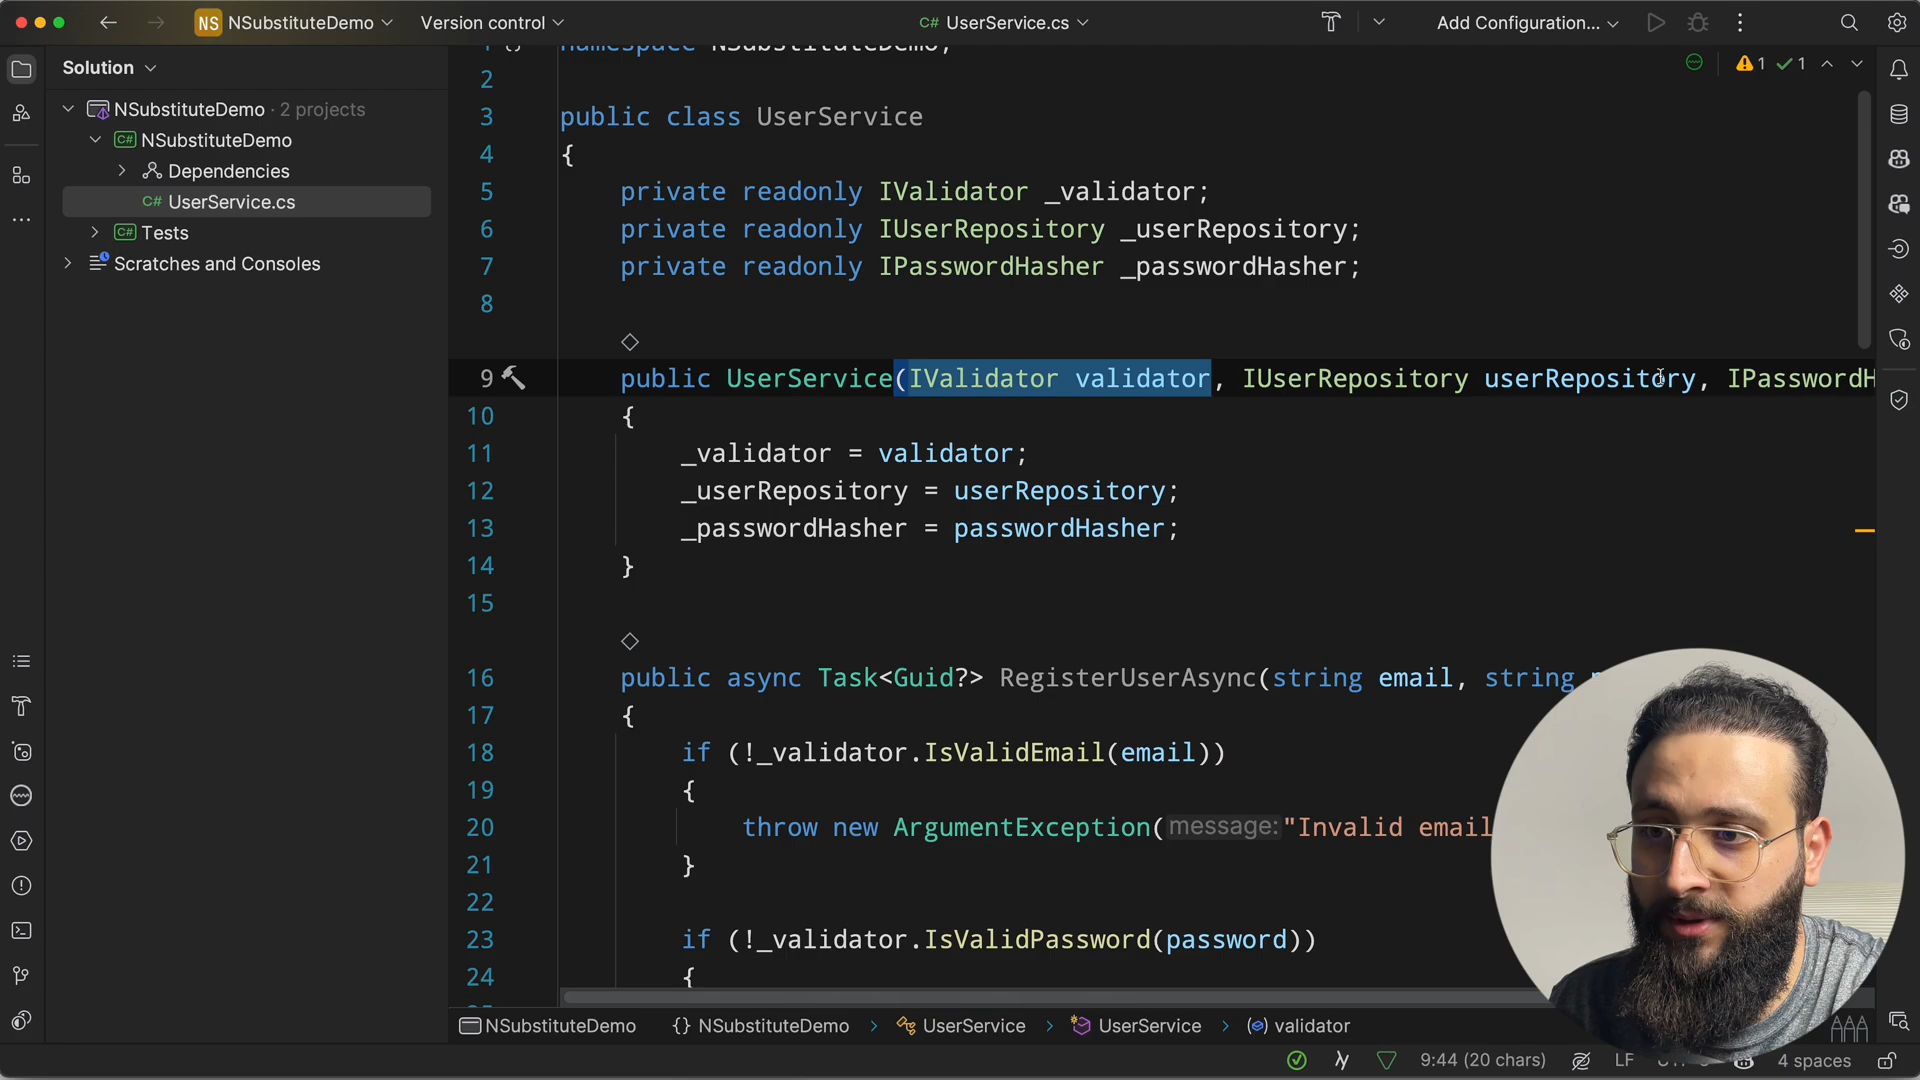 NS NSubstituteDemo Version control C# UserService.cs Add Configuration...
Solution
NSubstituteDemo · 2 projects
C# NSubstituteDemo
Dependencies
C# UserService.cs
C# Tests
Scratches and Consoles
1 1
1 namespace NSubstituteDemo;
2
3 public class UserService
4 {
5 private readonly IValidator _validator;
6 private readonly IUserRepository _userRepository;
7 private readonly IPasswordHasher _passwordHasher;
8
9 public UserService(IValidator validator, IUserRepository userRepository, IPasswordH
10 {
11 _validator = validator;
12 _userRepository = userRepository;
13 _passwordHasher = passwordHasher;
14 }
15
16 public async Task<Guid?> RegisterUserAsync(string email, string
17 {
18 if (!_validator.IsValidEmail(email))
19 {
20 throw new ArgumentException(message:"Invalid email
21 }
22
23 if (!_validator.IsValidPassword(password))
24 {
NSubstituteDemo {} NSubstituteDemo > UserService > UserService > validator
9:44 (20 chars) LF 4 spaces